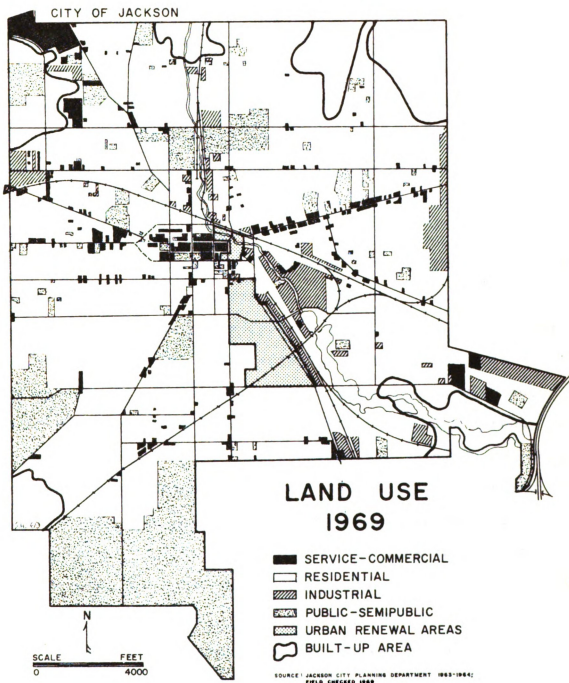 CITY OF JACKSON
LAND USE
1969
SERVICE-COMMERCIAL
RESIDENTIAL
INDUSTRIAL
PUBLIC-SEMIPUBLIC
URBAN RENEWAL AREAS
BUILT-UP AREA
N
SCALE FEET
0 4000
SOURCE: JACKSON CITY PLANNING DEPARTMENT 1963-1964;
FIELD CHECKED 1969